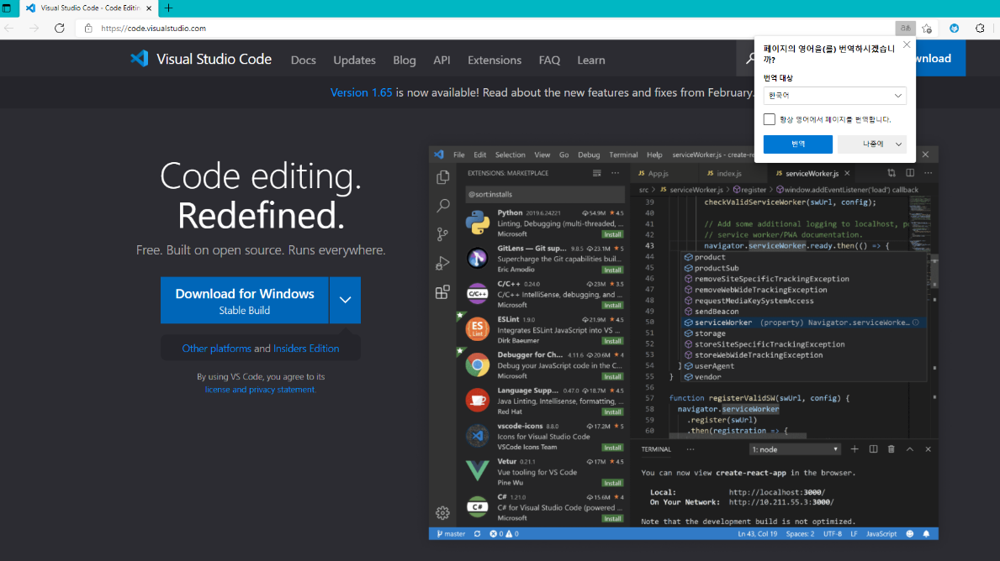 Visual Studio Code - Code Editin
https://code.visualstudio.com
Visual Studio Code Docs Updates Blog API Extensions FAQ Learn
wnload
Version 1.65 is now available! Read about the new features and fixes from February.
페이지의 영어을(를) 번역하시겠습니
까?
번역 대상
한국어
항상 영어에서 페이지를 번역합니다.
번역 나중에
Code editing.
Redefined.
Free. Built on open source. Runs everywhere.
Download for Windows
Stable Build
Other platforms and Insiders Edition
By using VS Code, you agree to its
license and privacy statement.
File Edit Selection View Go Debug Terminal Help serviceWorker.js - create-re
EXTENSIONS: MARKETPLACE
@sort:installs
Python 2019.6.24221 54.9M 4.5
Linting, Debugging (multi-threaded, ...
Microsoft Install
GitLens — Git sup... 9.8.5 23.1M 5
Supercharge the Git capabilities buil...
Eric Amodio Install
C/C++ 0.24.0 23M 3.5
C/C++ IntelliSense, debugging, and ...
Microsoft Install
ESLint 1.9.0 21.9M 4.5
Integrates ESLint JavaScript into VS ...
Dirk Baeumer Install
Debugger for Ch... 4.11.6 20.6M 4
Debug your JavaScript code in the C...
Microsoft Install
Language Supp... 0.47.0 18.7M 4.5
Java Linting, Intellisense, formatting, ...
Red Hat Install
vscode-icons 8.8.0 17.2M 5
Icons for Visual Studio Code
VSCode Icons Team Install
Vetur 0.21.1 17M 4.5
Vue tooling for VS Code
Pine Wu Install
C# 1.21.0 15.6M 4
C# for Visual Studio Code (powered ...
Microsoft Install
JS App.js JS index.js JS serviceWorker.js
src > JS serviceWorker.js > register > window.addEventListener('load') callback
39 checkValidServiceWorker(swUrl, config);
40
41 // Add some additional logging to localhost, p
42 // service worker/PWA documentation.
43 navigator.serviceWorker.ready.then(() => {
44 product
45 productSub
46 removeSiteSpecificTrackingException
47 removeWebWideTrackingException
48 requestMediaKeySystemAccess
49 sendBeacon
50 serviceWorker (property) Navigator.serviceWorke...
51 storage
52 storeSiteSpecificTrackingException
53 storeWebWideTrackingException
54 } userAgent
55 } vendor
56
57 function registerValidSW(swUrl, config) {
58 navigator.serviceWorker
59 .register(swUrl)
60 .then(registration => {
TERMINAL ... 1: node
You can now view create-react-app in the browser.
Local: http://localhost:3000/
On Your Network: http://10.211.55.3:3000/
Note that the development build is not optimized.
master 0 0 Ln 43, Col 19 Spaces: 2 UTF-8 LF JavaScript